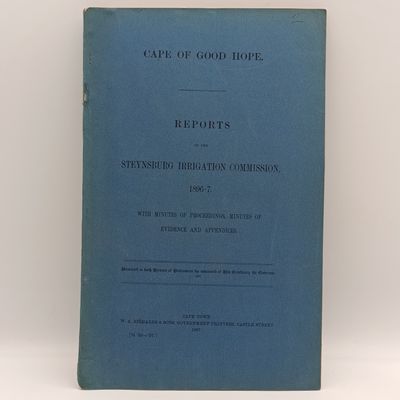 CAPE OF GOOD HOPE.
REPORTS
OF THE
STEYNSBURG IRRIGATION COMMISSION,
1896-7.
WITH MINUTES OF PROCEEDINGS, MINUTES OF
EVIDENCE AND APPENDICES.
Presented to both Houses of Parliament by command of His Excellency the Governor.
1897.
CAPE TOWN:
W. A. RICHARDS & SONS, GOVERNMENT PRINTERS, CASTLE STREET.
1897.